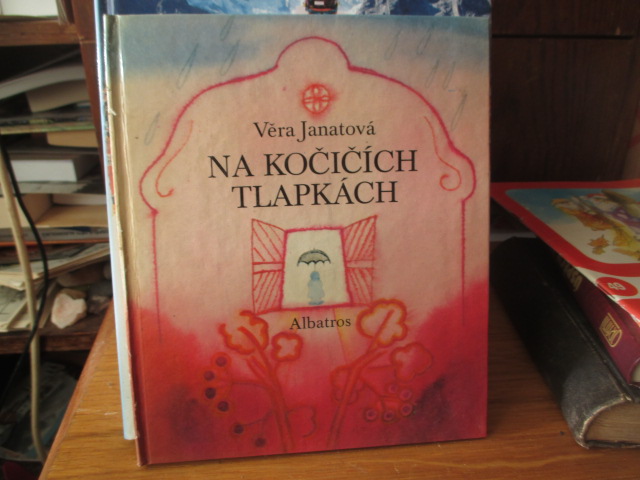 Věra Janatová
NA KOČIČÍCH
TLAPKÁCH
Albatros